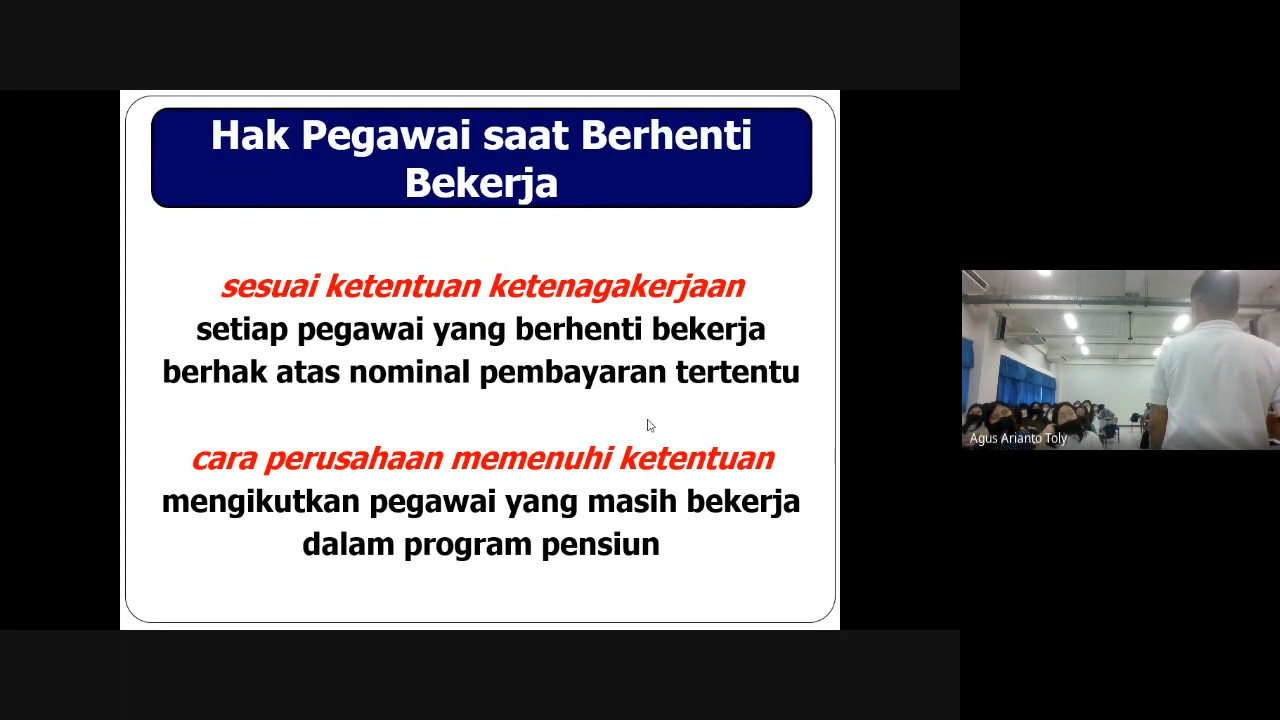 Hak Pegawai saat Berhenti
Bekerja
sesuai ketentuan ketenagakerjaan
setiap pegawai yang berhenti bekerja
berhak atas nominal pembayaran tertentu
cara perusahaan memenuhi ketentuan
mengikutkan pegawai yang masih bekerja
dalam program pensiun
Agus Arianto Toly